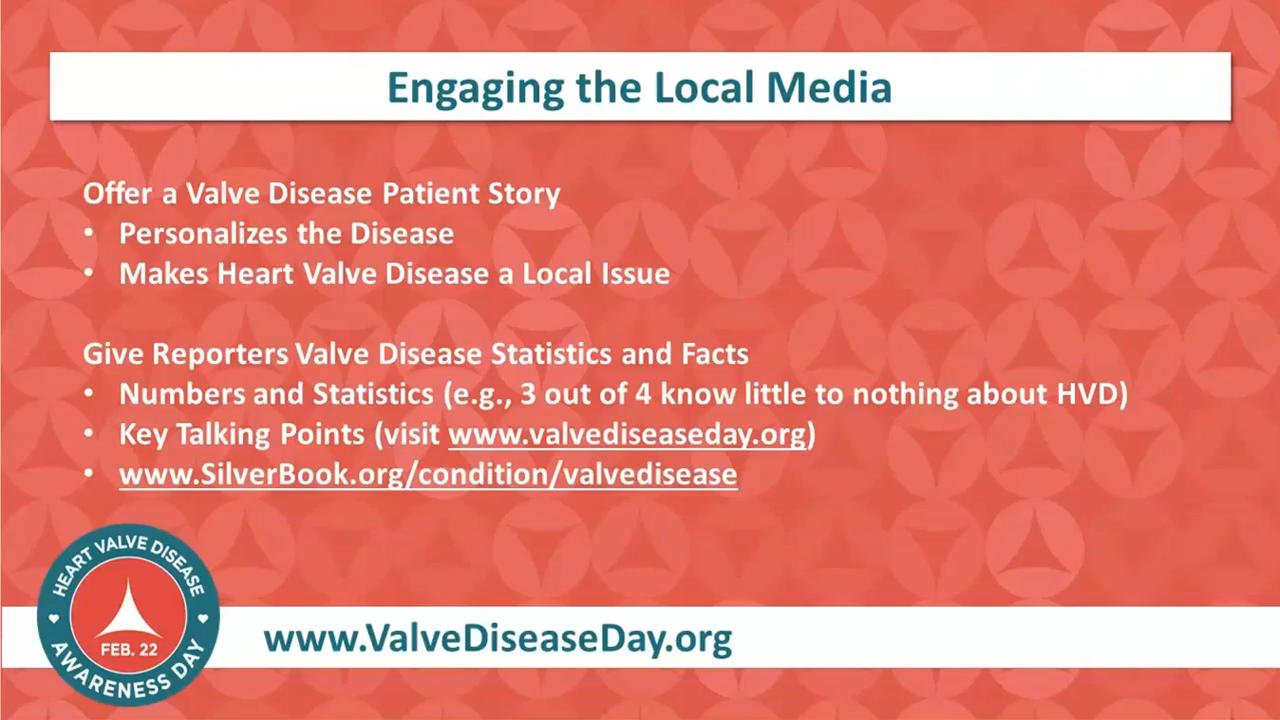 Engaging the Local Media
Offer a Valve Disease Patient Story
• Personalizes the Disease
• Makes Heart Valve Disease a Local Issue
Give Reporters Valve Disease Statistics and Facts
• Numbers and Statistics (e.g., 3 out of 4 know little to nothing about HVD)
• Key Talking Points (visit www.valvediseaseday.org)
• www.SilverBook.org/condition/valvedisease
HEART VALVE DISEASE
FEB. 22
AWARENESS DAY
www.ValveDiseaseDay.org